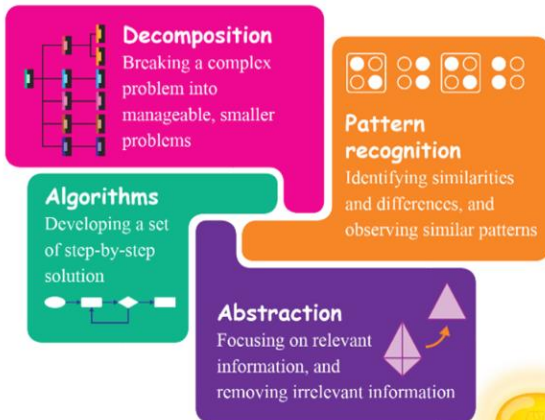 Decomposition
Breaking a complex
problem into
manageable, smaller
problems
Pattern
recognition
Identifying similarities
and differences, and
observing similar patterns
Algorithms
Developing a set
of step-by-step
solution
Abstraction
Focusing on relevant
information, and
removing irrelevant information